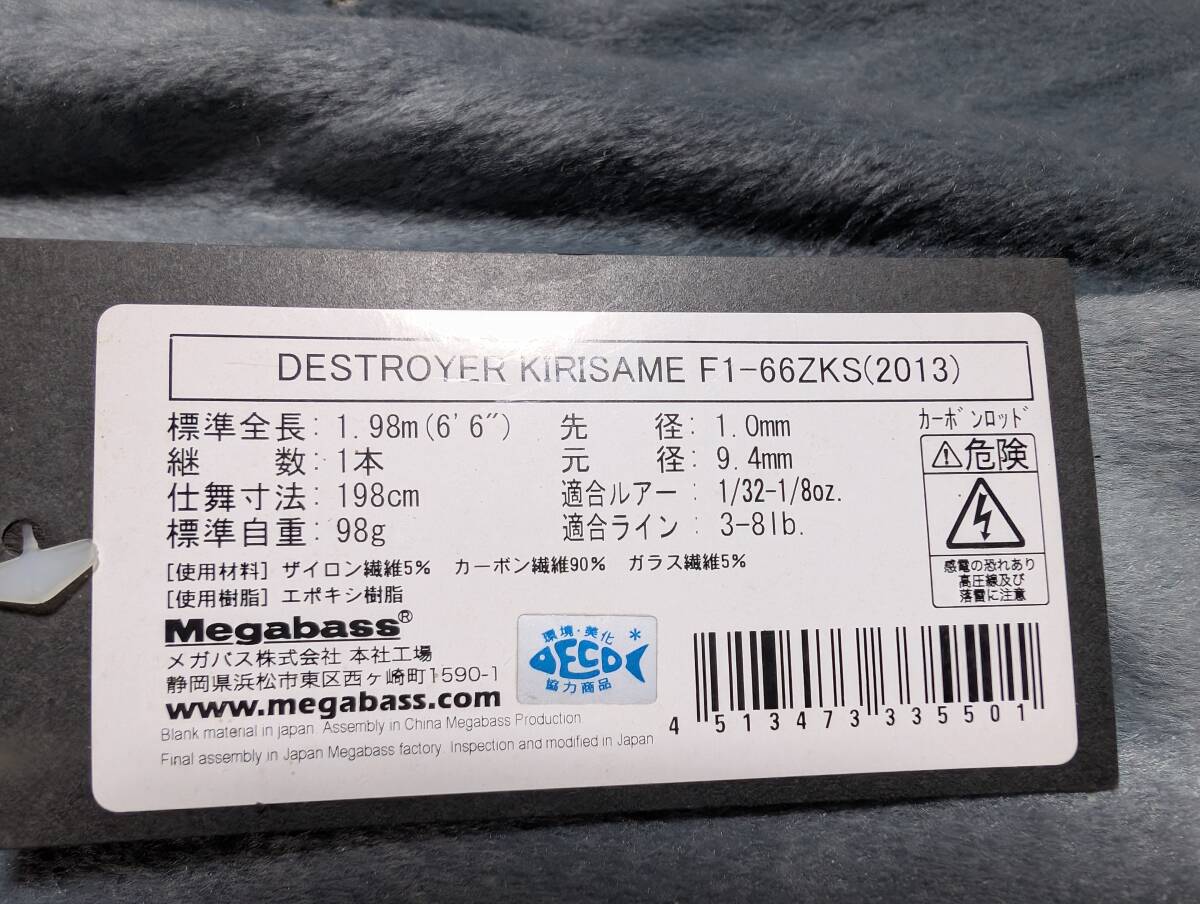 DESTROYER KIRISAME F1-66ZKS(2013)
標準全長: 1.98m(6'6") 先 径: 1.0mm
継 数: 1本 元 径: 9.4mm
仕舞寸法: 198cm 適合ルアー: 1/32-1/8oz.
標準自重: 98g 適合ライン: 3-8lb.
カーボンロッド
⚠危険
感電の恐れあり
高圧線及び
落雷に注意
[使用材料] ザイロン繊維5% カーボン繊維90% ガラス繊維5%
[使用樹脂] エポキシ樹脂
Megabass®
メガバス株式会社 本社工場
静岡県浜松市東区西ヶ崎町1590-1
www.megabass.com
Blank material in japan. Assembly in China Megabass Production
Final assembly in Japan Megabass factory. Inspection and modified in Japan
環境・美化
DECO
協力商品
4 513473 335501